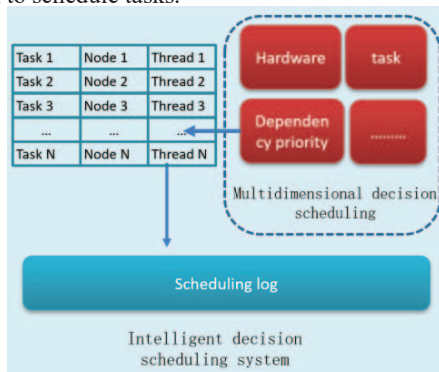 to schedule tasks.
Task 1 Node 1 Thread 1
Task 2 Node 2 Thread 2
Task 3 Node 3 Thread 3
... ... ...
Task N Node N Thread N
Hardware
task
Dependen
cy priority
.........
Multidimensional decision
scheduling
Scheduling log
Intelligent decision
scheduling system